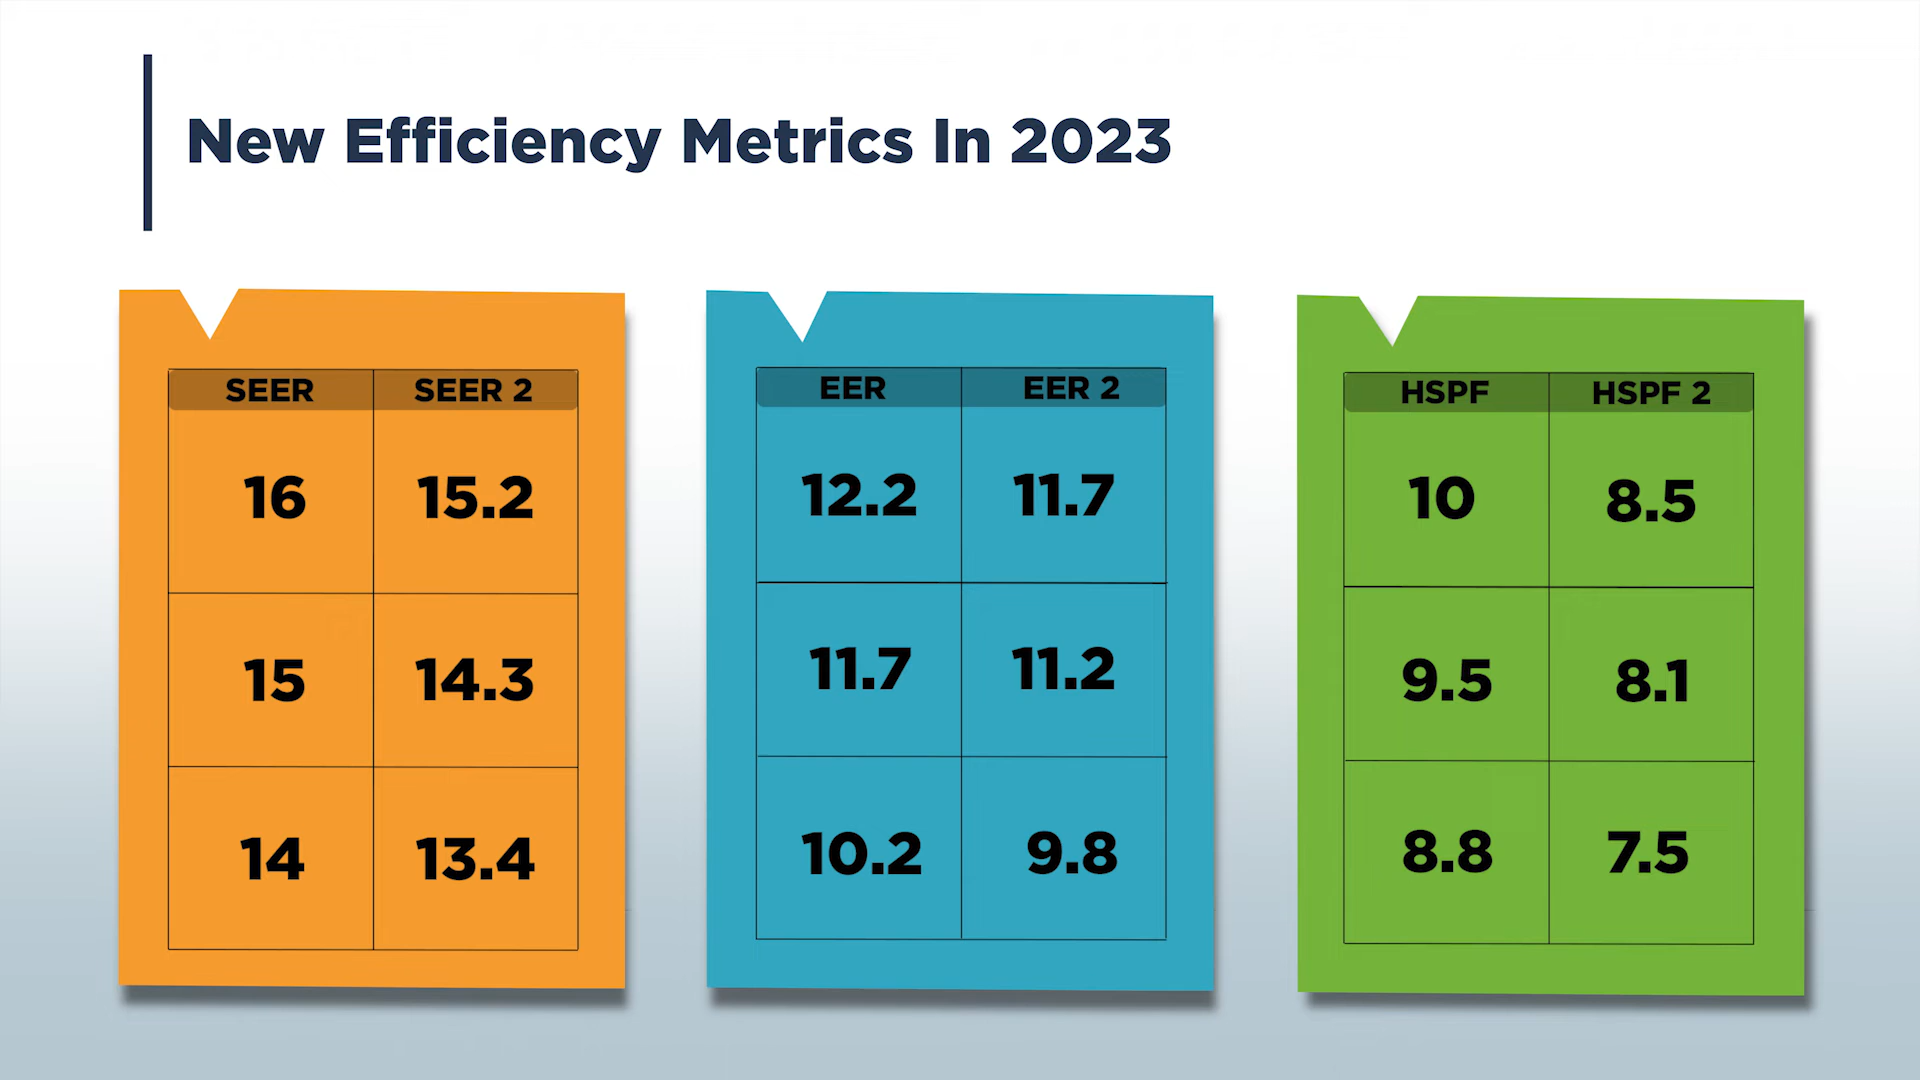 New Efficiency Metrics In 2023
SEER SEER 2
16 15.2
15 14.3
14 13.4
EER EER 2
12.2 11.7
11.7 11.2
10.2 9.8
HSPF HSPF 2
10 8.5
9.5 8.1
8.8 7.5